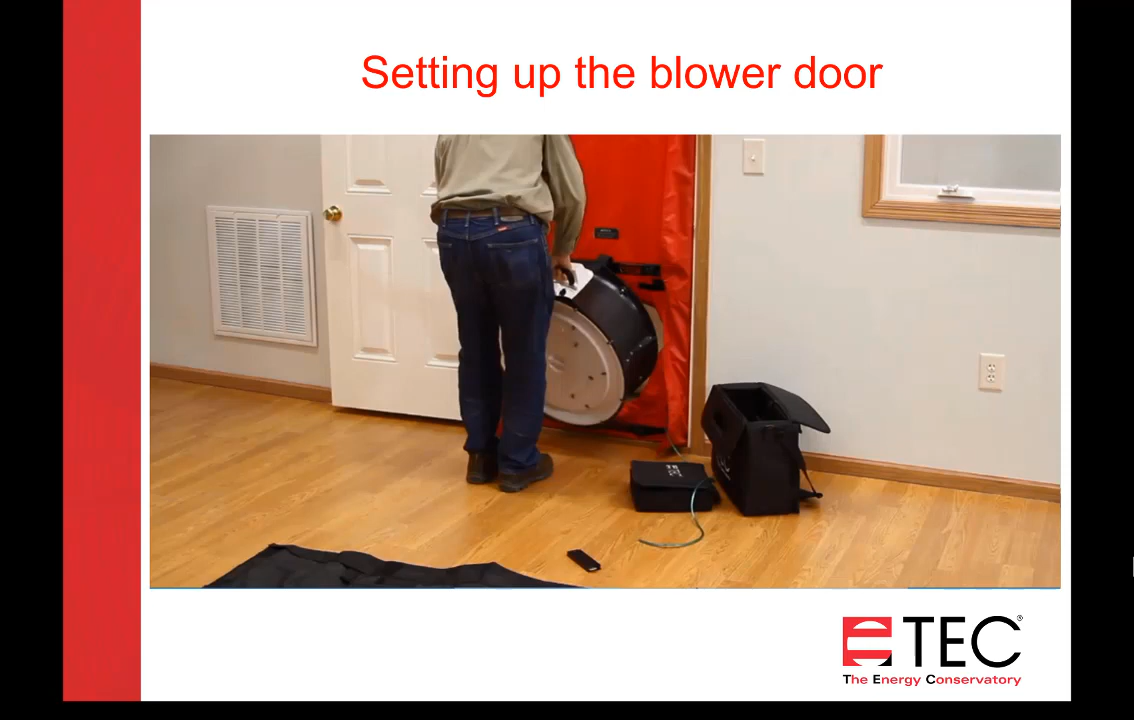 Setting up the blower door
TEC®
The Energy Conservatory